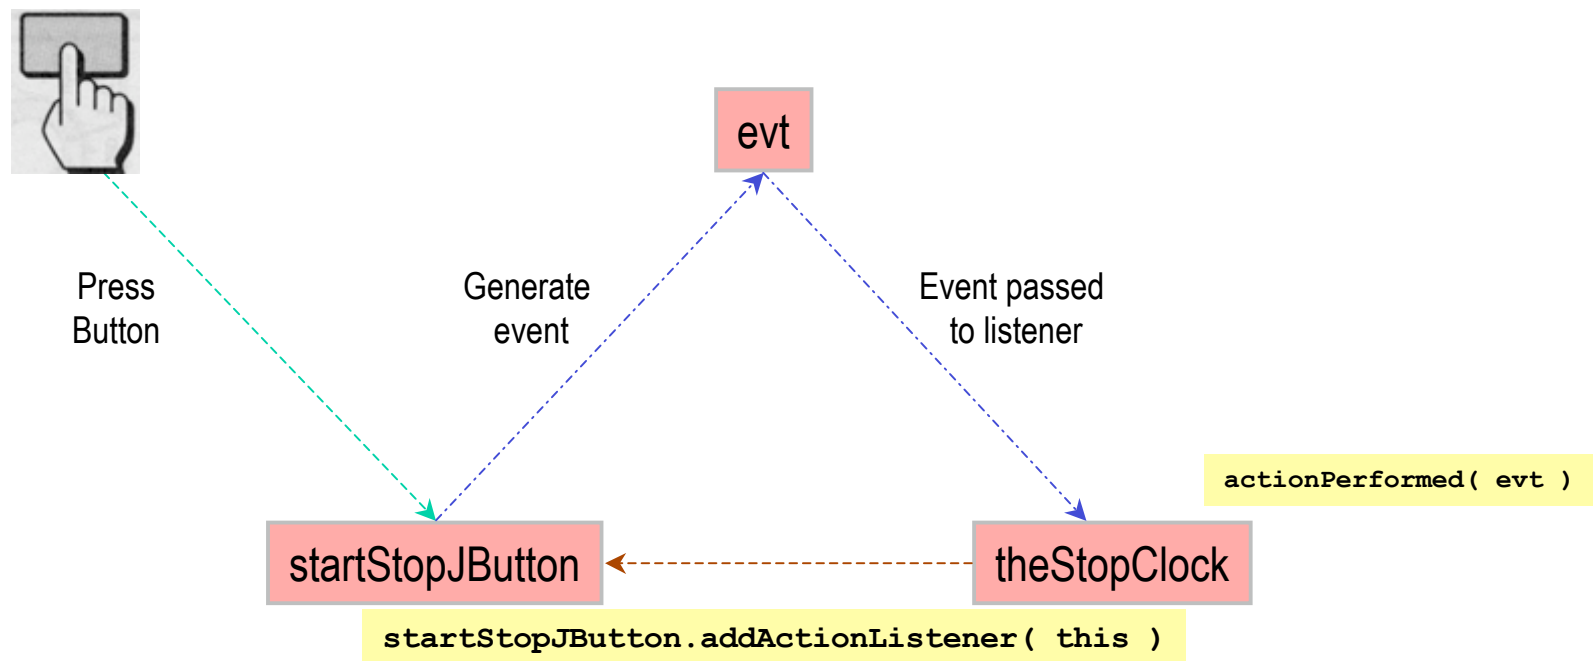 evt
Press
Button
Generate
event
Event passed
to listener
actionPerformed( evt )
startStopJButton
theStopClock
startStopJButton.addActionListener( this )